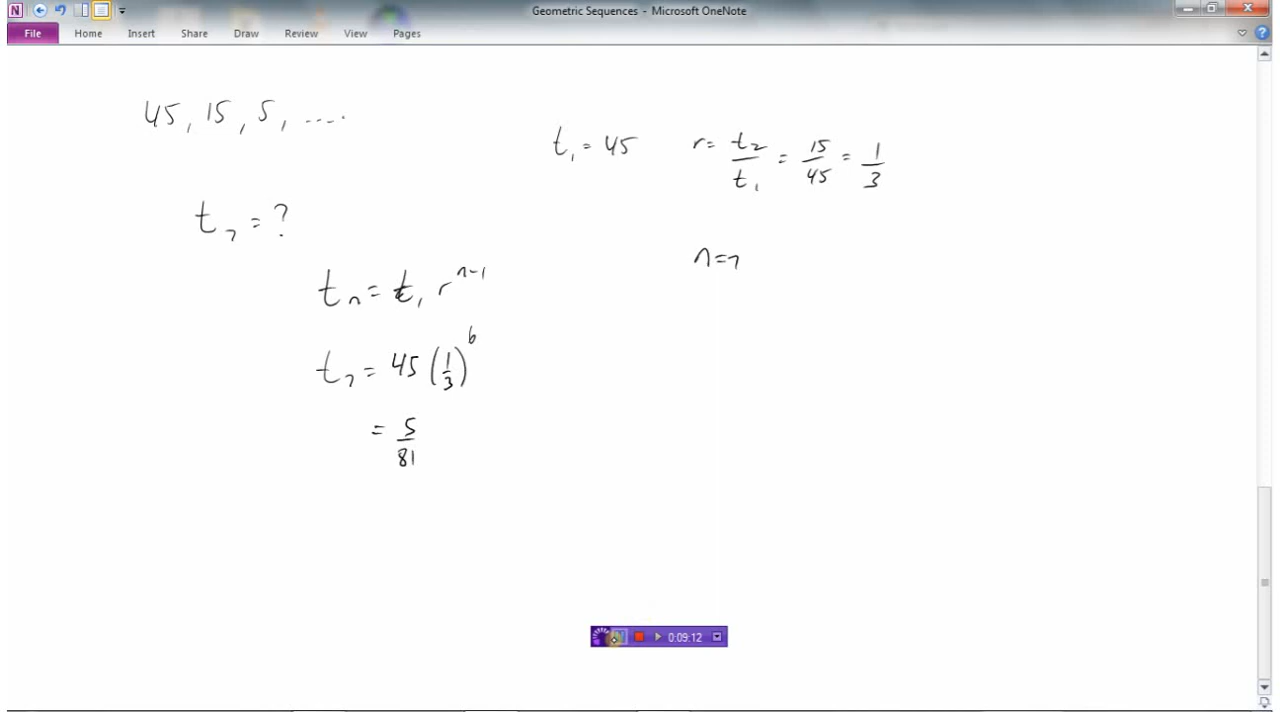 Geometric Sequences - Microsoft OneNote
File Home Insert Share Draw Review View Pages
45, 15, 5, ....
t₁ = 45 r = t₂/t₁ = 15/45 = 1/3
t₇ = ?
n = 7
tₙ = t₁ rⁿ⁻¹
t₇ = 45 (1/3)⁶
= 5/81
0:09:12